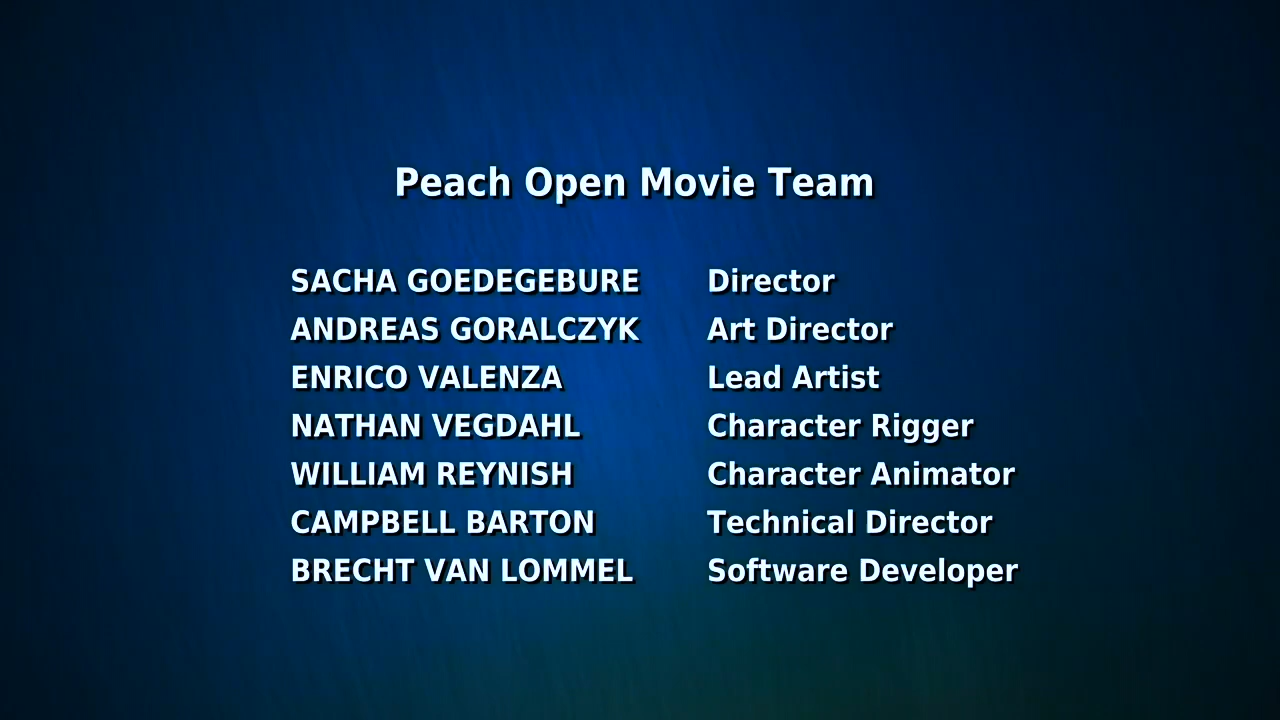 Peach Open Movie Team
SACHA GOEDEGEBURE Director
ANDREAS GORALCZYK Art Director
ENRICO VALENZA Lead Artist
NATHAN VEGDAHL Character Rigger
WILLIAM REYNISH Character Animator
CAMPBELL BARTON Technical Director
BRECHT VAN LOMMEL Software Developer